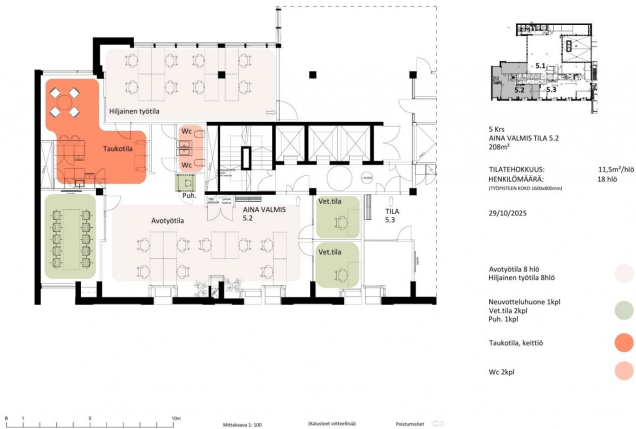 Hiljainen työtila
Taukotila
Wc
Wc
Puh.
Avotyötila
AINA VALMIS
5.2
Vet.tila
TILA
5.3
Vet.tila
5.1
5.2
5.3
5 Krs
AINA VALMIS TILA 5.2
208m²
TILATEHOKKUUS: 11,5m²/hlö
HENKILÖMÄÄRÄ: 18 hlö
(TYÖPISTEEN KOKO 1600x800mm)
29/10/2025
Avotyötila 8 hlö
Hiljainen työtila 8hlö
Neuvotteluhuone 1kpl
Vet.tila 2kpl
Puh. 1kpl
Taukotila, keittiö
Wc 2kpl
0 1 5 10m
Mittakaava 1: 100 (Kalusteet viitteellisiä) Poistumistiet